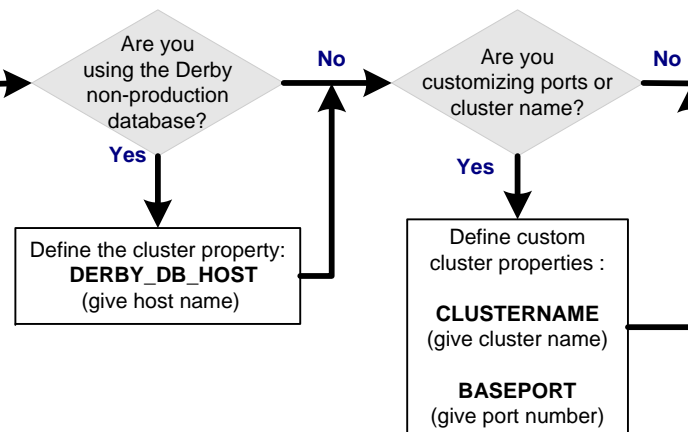 Are you
using the Derby
non-production
database?
No
Yes
Define the cluster property:
DERBY_DB_HOST
(give host name)
Are you
customizing ports or
cluster name?
No
Yes
Define custom
cluster properties :
CLUSTERNAME
(give cluster name)
BASEPORT
(give port number)